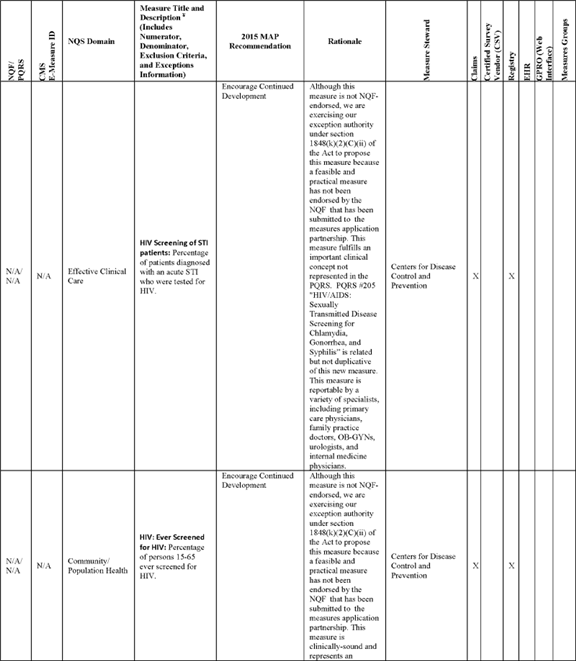 NQF/
PQRS
CMS
E-Measure ID
NQS Domain
Measure Title and
Description ¥
(Includes
Numerator,
Denominator,
Exclusion Criteria,
and Exceptions
Information)
2015 MAP
Recommendation
Rationale
Measure Steward
Claims
Certified Survey
Vendor (CSV)
Registry
EHR
GPRO (Web
Interface)
Measures Groups
N/A/
N/A
N/A
Effective Clinical
Care
HIV Screening of STI
patients: Percentage
of patients diagnosed
with an acute STI
who were tested for
HIV.
Encourage Continued
Development
Although this
measure is not NQF-
endorsed, we are
exercising our
exception authority
under section
1848(k)(2)(C)(ii) of
the Act to propose
this measure because
a feasible and
practical measure
has not been
endorsed by the
NQF that has been
submitted to the
measures application
partnership. This
measure fulfills an
important clinical
concept not
represented in the
PQRS. PQRS #205
"HIV/AIDS:
Sexually
Transmitted Disease
Screening for
Chlamydia,
Gonorrhea, and
Syphilis" is related
but not duplicative
of this new measure.
This measure is
reportable by a
variety of specialists,
including primary
care physicians,
family practice
doctors, OB-GYNs,
urologists, and
internal medicine
physicians.
Centers for Disease
Control and
Prevention
X
X
N/A/
N/A
N/A
Community/
Population Health
HIV: Ever Screened
for HIV: Percentage
of persons 15-65
ever screened for
HIV.
Encourage Continued
Development
Although this
measure is not NQF-
endorsed, we are
exercising our
exception authority
under section
1848(k)(2)(C)(ii) of
the Act to propose
this measure because
a feasible and
practical measure
has not been
endorsed by the
NQF that has been
submitted to the
measures application
partnership. This
measure is
clinically-sound and
represents an
Centers for Disease
Control and
Prevention
X
X